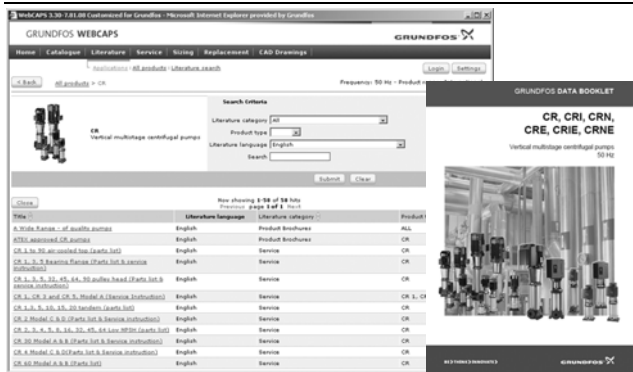 WebCAPS 3.30-7.01.08 Customized for Grundfos - Microsoft Internet Explorer provided by Grundfos
GRUNDFOS WEBCAPS
GRUNDFOS
Home Catalogue Literature Service Sizing Replacement CAD Drawings
Applications All products Literature search
Login Settings
< Back All products > CR
Frequency: 50 Hz - Product
Search Criteria
CR
Vertical multistage centrifugal pumps
Literature category All
Product type
Literature language English
Search
Submit Clear
Close
Now showing 1-58 of 58 hits
Previous page 1 of 1 Next
Title Literature language Literature category Product
A Wide Range - of quality pumps English Product Brochures ALL
ATEX approved CR pumps English Product Brochures CR
CR 1 to 90 air-cooled top (parts list) English Service CR
CR 1, 3, 5 Bearing flange (Parts list & service instruction) English Service CR
CR 1, 3, 5, 32, 45, 64, 90 pulley head (Parts list & service instruction) English Service CR
CR 1, CR 3 and CR 5, Model A (Service Instruction) English Service CR 1, CR
CR 1,3, 5, 10, 15, 20 tandem (parts list) English Service CR
CR 2 Model C & D (Parts list & Service instruction) English Service CR
CR 2, 3, 4, 5, 8, 16, 32, 45, 64 Low NPSH (parts list) English Service CR
CR 30 Model A & B (Parts list & Service instruction) English Service CR
CR 4 Model C & D(Parts list & Service instruction) English Service CR
CR 60 Model A & B (Parts list) English Service CR
GRUNDFOS DATA BOOKLET
CR, CRI, CRN,
CRE, CRIE, CRNE
Vertical multistage centrifugal pumps
50 Hz
BE > THINK > INNOVATE >
GRUNDFOS